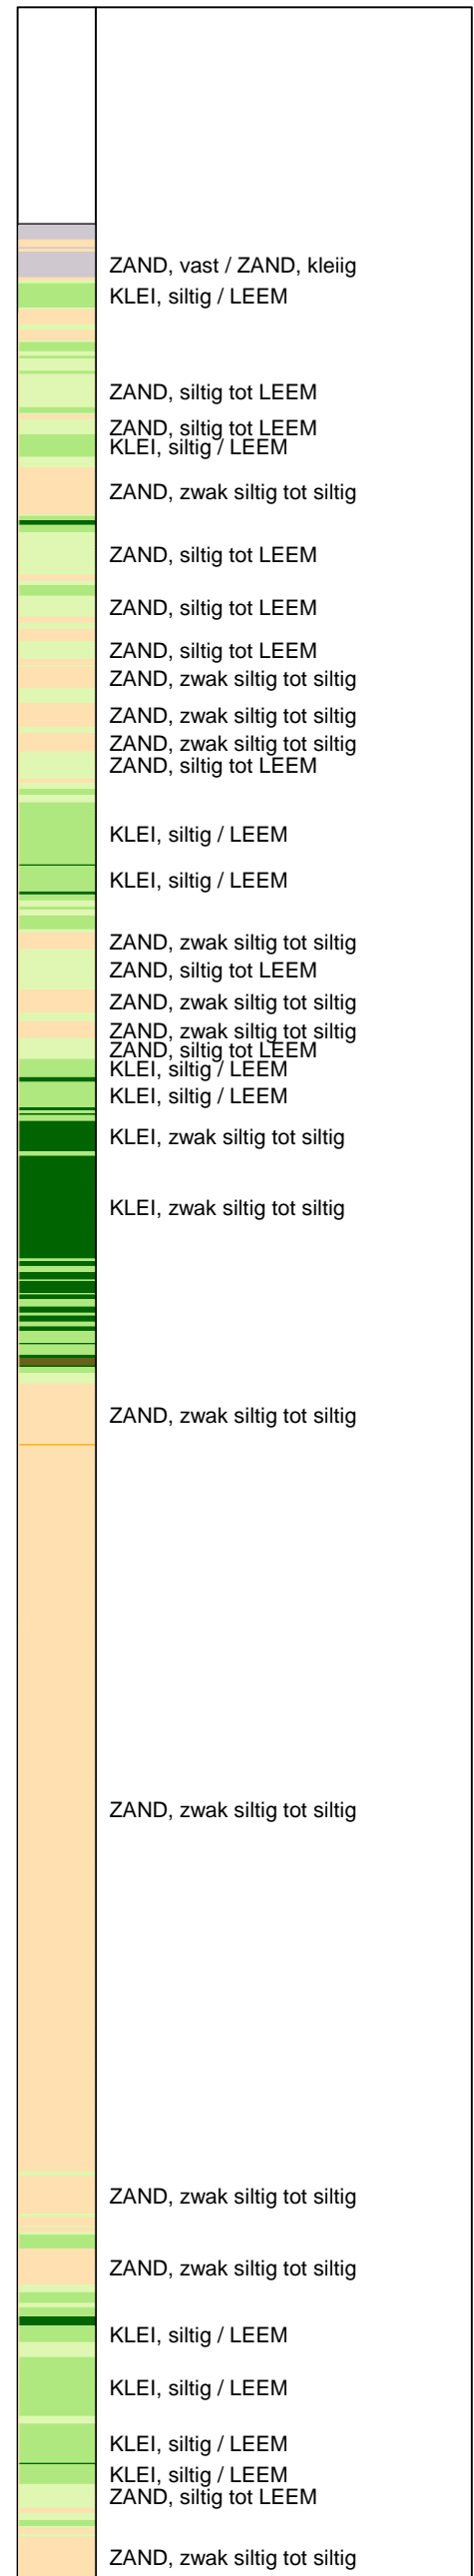 ZAND, vast / ZAND, kleiig
KLEI, siltig / LEEM
ZAND, siltig tot LEEM
ZAND, siltig tot LEEM
KLEI, siltig / LEEM
ZAND, zwak siltig tot siltig
ZAND, siltig tot LEEM
ZAND, siltig tot LEEM
ZAND, siltig tot LEEM
ZAND, zwak siltig tot siltig
ZAND, zwak siltig tot siltig
ZAND, zwak siltig tot siltig
ZAND, siltig tot LEEM
KLEI, siltig / LEEM
KLEI, siltig / LEEM
ZAND, zwak siltig tot siltig
ZAND, siltig tot LEEM
ZAND, zwak siltig tot siltig
ZAND, zwak siltig tot siltig
ZAND, siltig tot LEEM
KLEI, siltig / LEEM
KLEI, siltig / LEEM
KLEI, zwak siltig tot siltig
KLEI, zwak siltig tot siltig
ZAND, zwak siltig tot siltig
ZAND, zwak siltig tot siltig
ZAND, zwak siltig tot siltig
ZAND, zwak siltig tot siltig
KLEI, siltig / LEEM
KLEI, siltig / LEEM
KLEI, siltig / LEEM
KLEI, siltig / LEEM
ZAND, siltig tot LEEM
ZAND, zwak siltig tot siltig